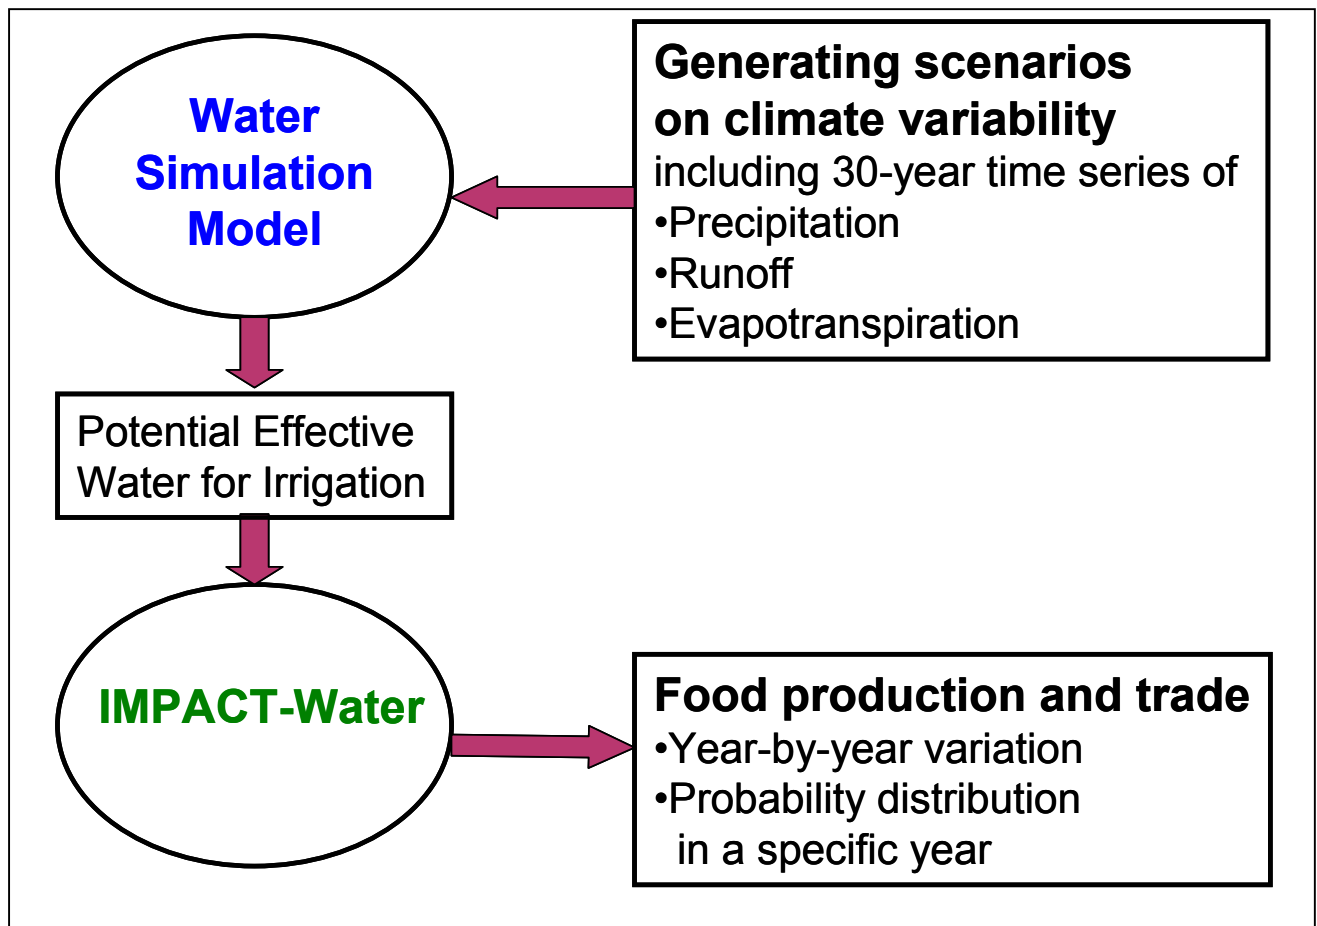 Water
Simulation
Model
Generating scenarios
on climate variability
including 30-year time series of
•Precipitation
•Runoff
•Evapotranspiration
Potential Effective
Water for Irrigation
IMPACT-Water
Food production and trade
•Year-by-year variation
•Probability distribution
in a specific year